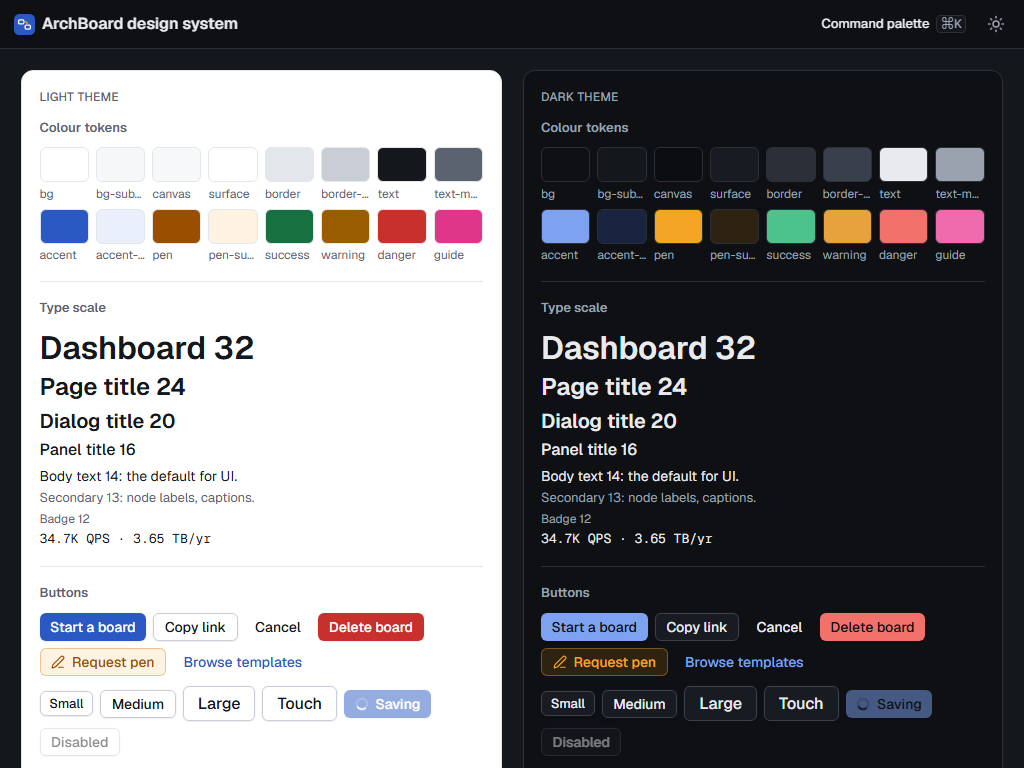 ArchBoard design system
Command palette ⌘K
LIGHT THEME
Colour tokens
bg bg-sub… canvas surface border border-… text text-m…
accent accent-… pen pen-su… success warning danger guide
Type scale
Dashboard 32
Page title 24
Dialog title 20
Panel title 16
Body text 14: the default for UI.
Secondary 13: node labels, captions.
Badge 12
34.7K QPS · 3.65 TB/yr
Buttons
Start a board Copy link Cancel Delete board
Request pen Browse templates
Small Medium Large Touch Saving
Disabled
DARK THEME
Colour tokens
bg bg-sub… canvas surface border border-… text text-m…
accent accent-… pen pen-su… success warning danger guide
Type scale
Dashboard 32
Page title 24
Dialog title 20
Panel title 16
Body text 14: the default for UI.
Secondary 13: node labels, captions.
Badge 12
34.7K QPS · 3.65 TB/yr
Buttons
Start a board Copy link Cancel Delete board
Request pen Browse templates
Small Medium Large Touch Saving
Disabled